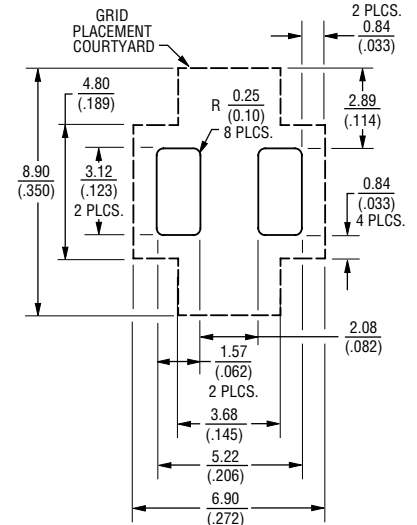 GRID
PLACEMENT
COURTYARD
2 PLCS.
0.84
(.033)
4.80
(.189)
R 0.25
(0.10)
8 PLCS.
2.89
(.114)
8.90
(.350)
3.12
(.123)
2 PLCS.
0.84
(.033)
4 PLCS.
2.08
(.082)
1.57
(.062)
2 PLCS.
3.68
(.145)
5.22
(.206)
6.90
(.272)